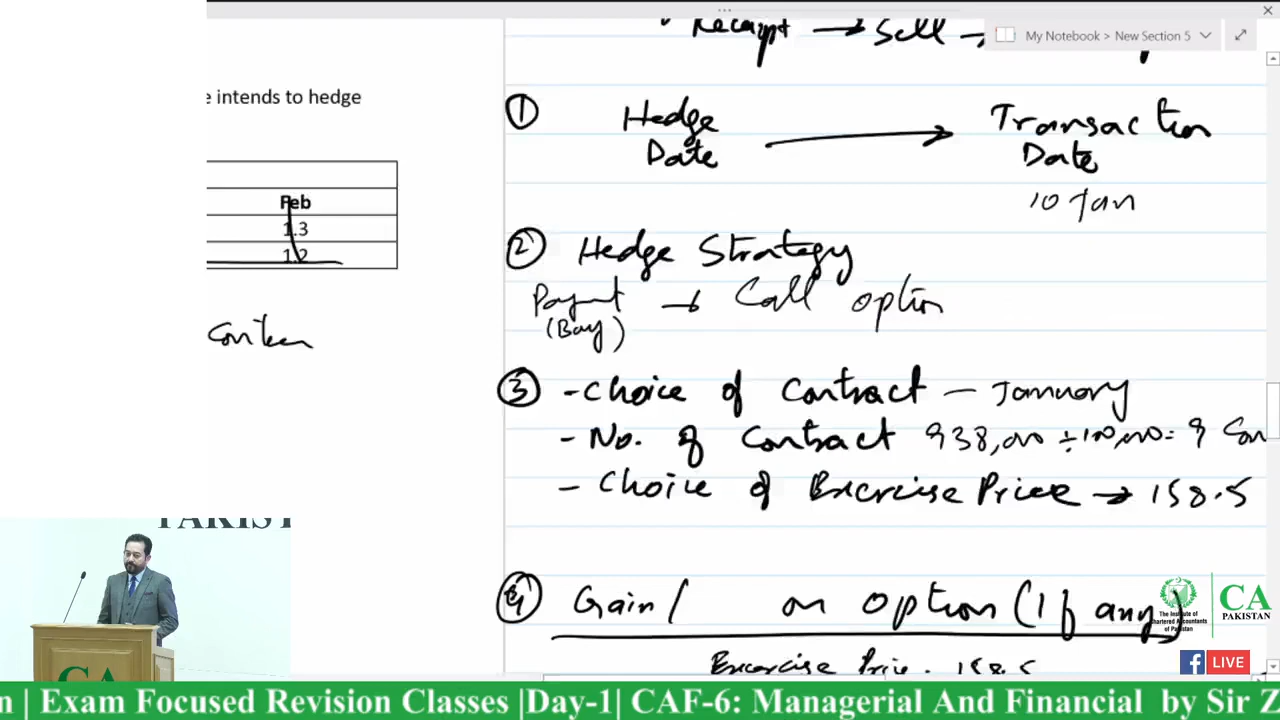 Receipt → Sell →
My Notebook > New Section 5
e intends to hedge
① Hedge Date → Transaction Date
10 Jan
Feb
1.3
1.2
② Hedge Strategy
Payment → Call option
(Buy)
③ - Choice of Contract - January
- No. of Contract 938,000 ÷ 100,000 = 9 Con
- Choice of Exercise Price → 158.5
PAKIST
④ Gain / on option (If any)
Exercise Price . 158.5
The Institute of Chartered Accountants of Pakistan
CA
PAKISTAN
CA
f LIVE
n | Exam Focused Revision Classes |Day-1| CAF-6: Managerial And Financial by Sir Z